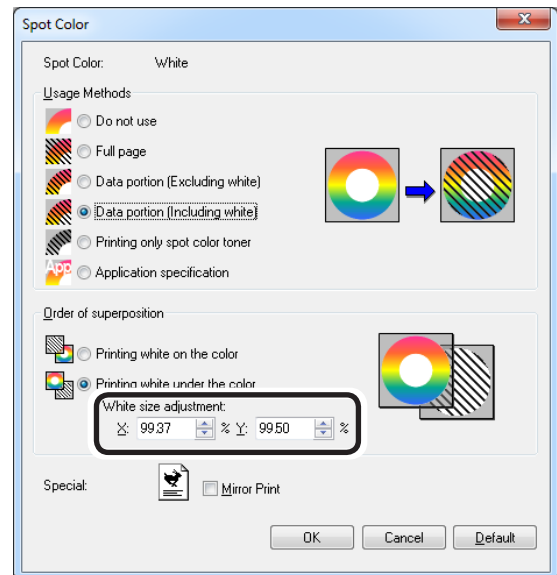 Spot Color
Spot Color: White
Usage Methods
Do not use
Full page
Data portion (Excluding white)
Data portion (Including white)
Printing only spot color toner
App
Application specification
Order of superposition
Printing white on the color
Printing white under the color
White size adjustment:
X: 99.37 % Y: 99.50 %
Special: Mirror Print
OK Cancel Default